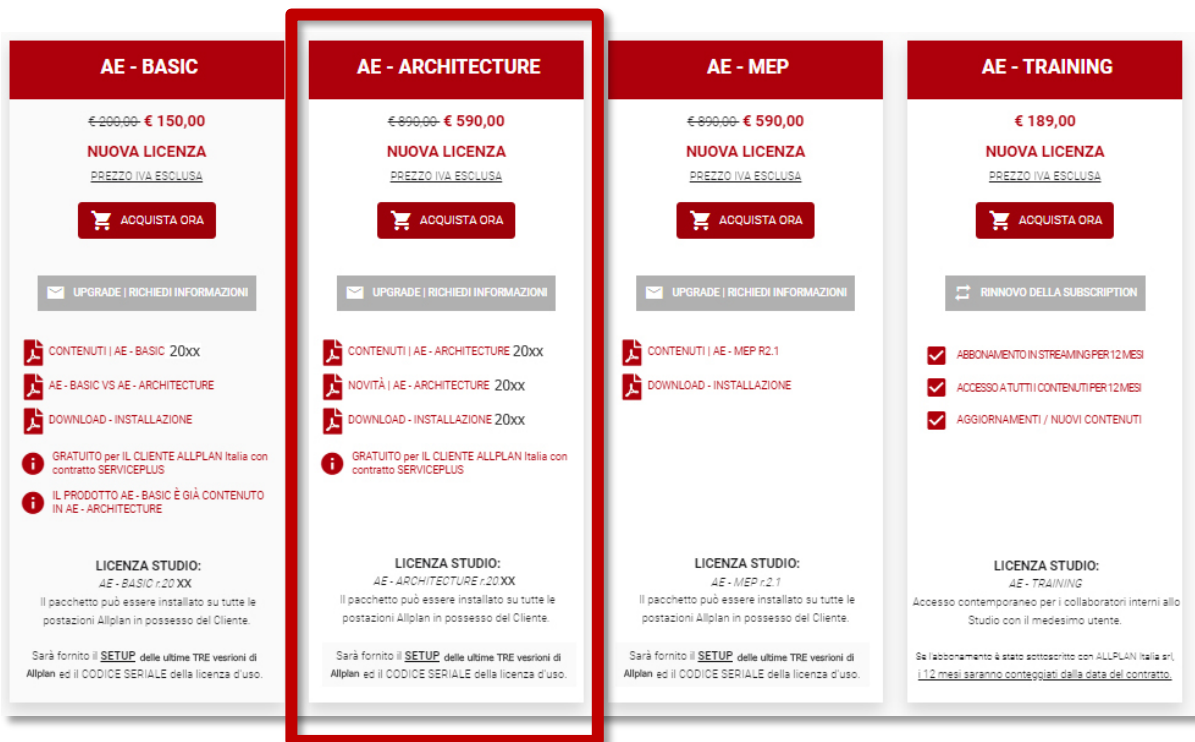 AE - BASIC
€ 200,00 € 150,00
NUOVA LICENZA
PREZZO IVA ESCLUSA
ACQUISTA ORA
UPGRADE | RICHIEDI INFORMAZIONI
CONTENUTI | AE - BASIC 20xx
AE - BASIC VS AE - ARCHITECTURE
DOWNLOAD - INSTALLAZIONE
GRATUITO per IL CLIENTE ALLPLAN Italia con
contratto SERVICEPLUS
IL PRODOTTO AE - BASIC È GIÀ CONTENUTO
IN AE - ARCHITECTURE
LICENZA STUDIO:
AE - BASIC r.20 XX
Il pacchetto può essere installato su tutte le
postazioni Allplan in possesso del Cliente.
Sarà fornito il SETUP delle ultime TRE vesrioni di
Allplan ed il CODICE SERIALE della licenza d'uso.
AE - ARCHITECTURE
€ 890,00 € 590,00
NUOVA LICENZA
PREZZO IVA ESCLUSA
ACQUISTA ORA
UPGRADE | RICHIEDI INFORMAZIONI
CONTENUTI | AE - ARCHITECTURE 20xx
NOVITÀ | AE - ARCHITECTURE 20xx
DOWNLOAD - INSTALLAZIONE 20xx
GRATUITO per IL CLIENTE ALLPLAN Italia con
contratto SERVICEPLUS
LICENZA STUDIO:
AE - ARCHITECTURE r.20 XX
Il pacchetto può essere installato su tutte le
postazioni Allplan in possesso del Cliente.
Sarà fornito il SETUP delle ultime TRE vesrioni di
Allplan ed il CODICE SERIALE della licenza d'uso.
AE - MEP
€ 890,00 € 590,00
NUOVA LICENZA
PREZZO IVA ESCLUSA
ACQUISTA ORA
UPGRADE | RICHIEDI INFORMAZIONI
CONTENUTI | AE - MEP R2.1
DOWNLOAD - INSTALLAZIONE
LICENZA STUDIO:
AE - MEP r.2.1
Il pacchetto può essere installato su tutte le
postazioni Allplan in possesso del Cliente.
Sarà fornito il SETUP delle ultime TRE vesrioni di
Allplan ed il CODICE SERIALE della licenza d'uso.
AE - TRAINING
€ 189,00
NUOVA LICENZA
PREZZO IVA ESCLUSA
ACQUISTA ORA
RINNOVO DELLA SUBSCRIPTION
ABBONAMENTO IN STREAMING PER 12 MESI
ACCESSO A TUTTI I CONTENUTI PER 12 MESI
AGGIORNAMENTI / NUOVI CONTENUTI
LICENZA STUDIO:
AE - TRAINING
Accesso contemporaneo per i collaboratori interni allo
Studio con il medesimo utente.
Se l'abbonamento è stato sottoscritto con ALLPLAN Italia srl,
i 12 mesi saranno conteggiati dalla data del contratto.